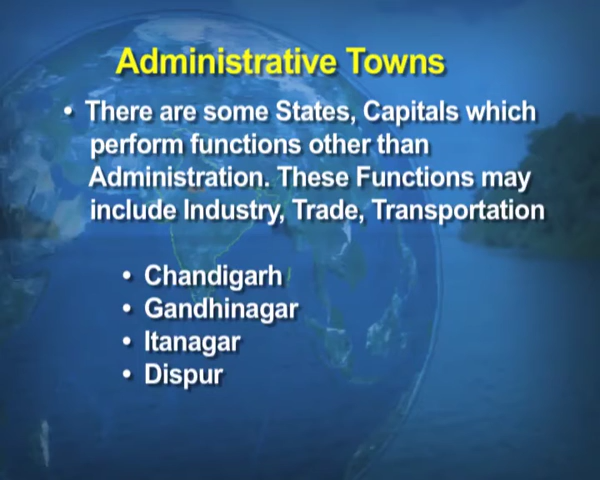 Administrative Towns
• There are some States, Capitals which
perform functions other than
Administration. These Functions may
include Industry, Trade, Transportation
• Chandigarh
• Gandhinagar
• Itanagar
• Dispur